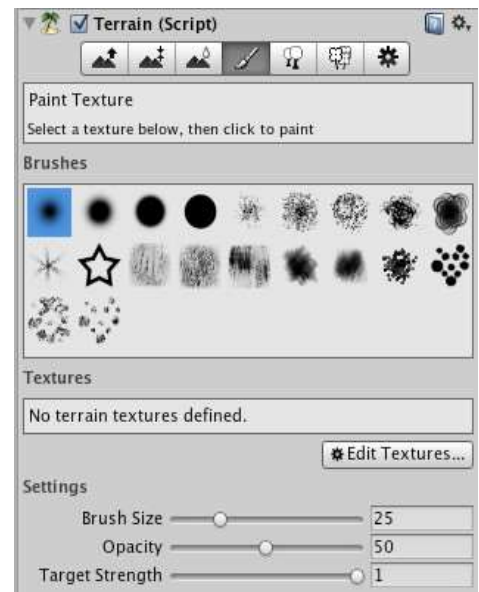 Terrain (Script)
Paint Texture
Select a texture below, then click to paint
Brushes
Textures
No terrain textures defined.
Edit Textures...
Settings
Brush Size 25
Opacity 50
Target Strength 1